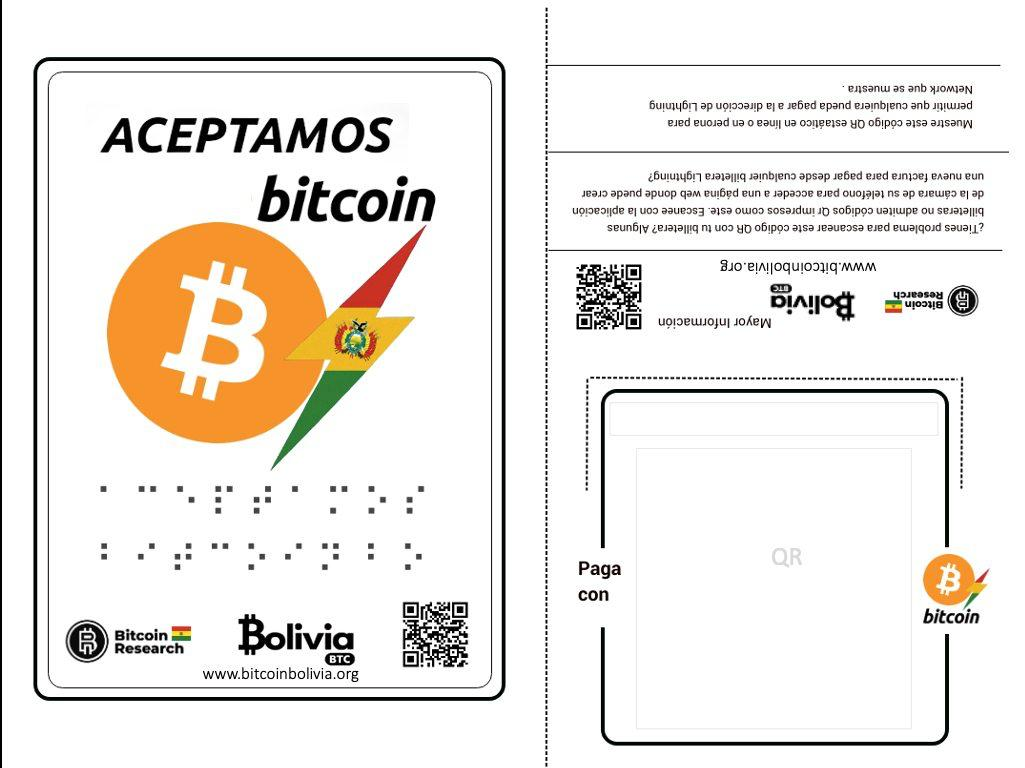 ACEPTAMOS
bitcoin
⠁⠉⠑⠏⠞⠁⠍⠕⠎
⠃⠊⠞⠉⠕⠊⠝⠃⠕
Bitcoin
Research
Bolivia
BTC
www.bitcoinbolivia.org
Mayor Información
Bitcoin
Research
Bolivia
BTC
www.bitcoinbolivia.org
¿Tienes problema para escanear este código QR con tu billetera? Algunas
billeteras no admiten códigos Qr impresos como este. Escanee con la aplicación
de la cámara de su teléfono para acceder a una página web donde puede crear
una nueva factura para pagar desde cualquier billetera Lightning?
Muestre este código QR estaático en linea o en perona para
permitir que cualquiera pueda pagar a la dirección de Lightning
Network que se muestra .
QR
Paga
con
bitcoin